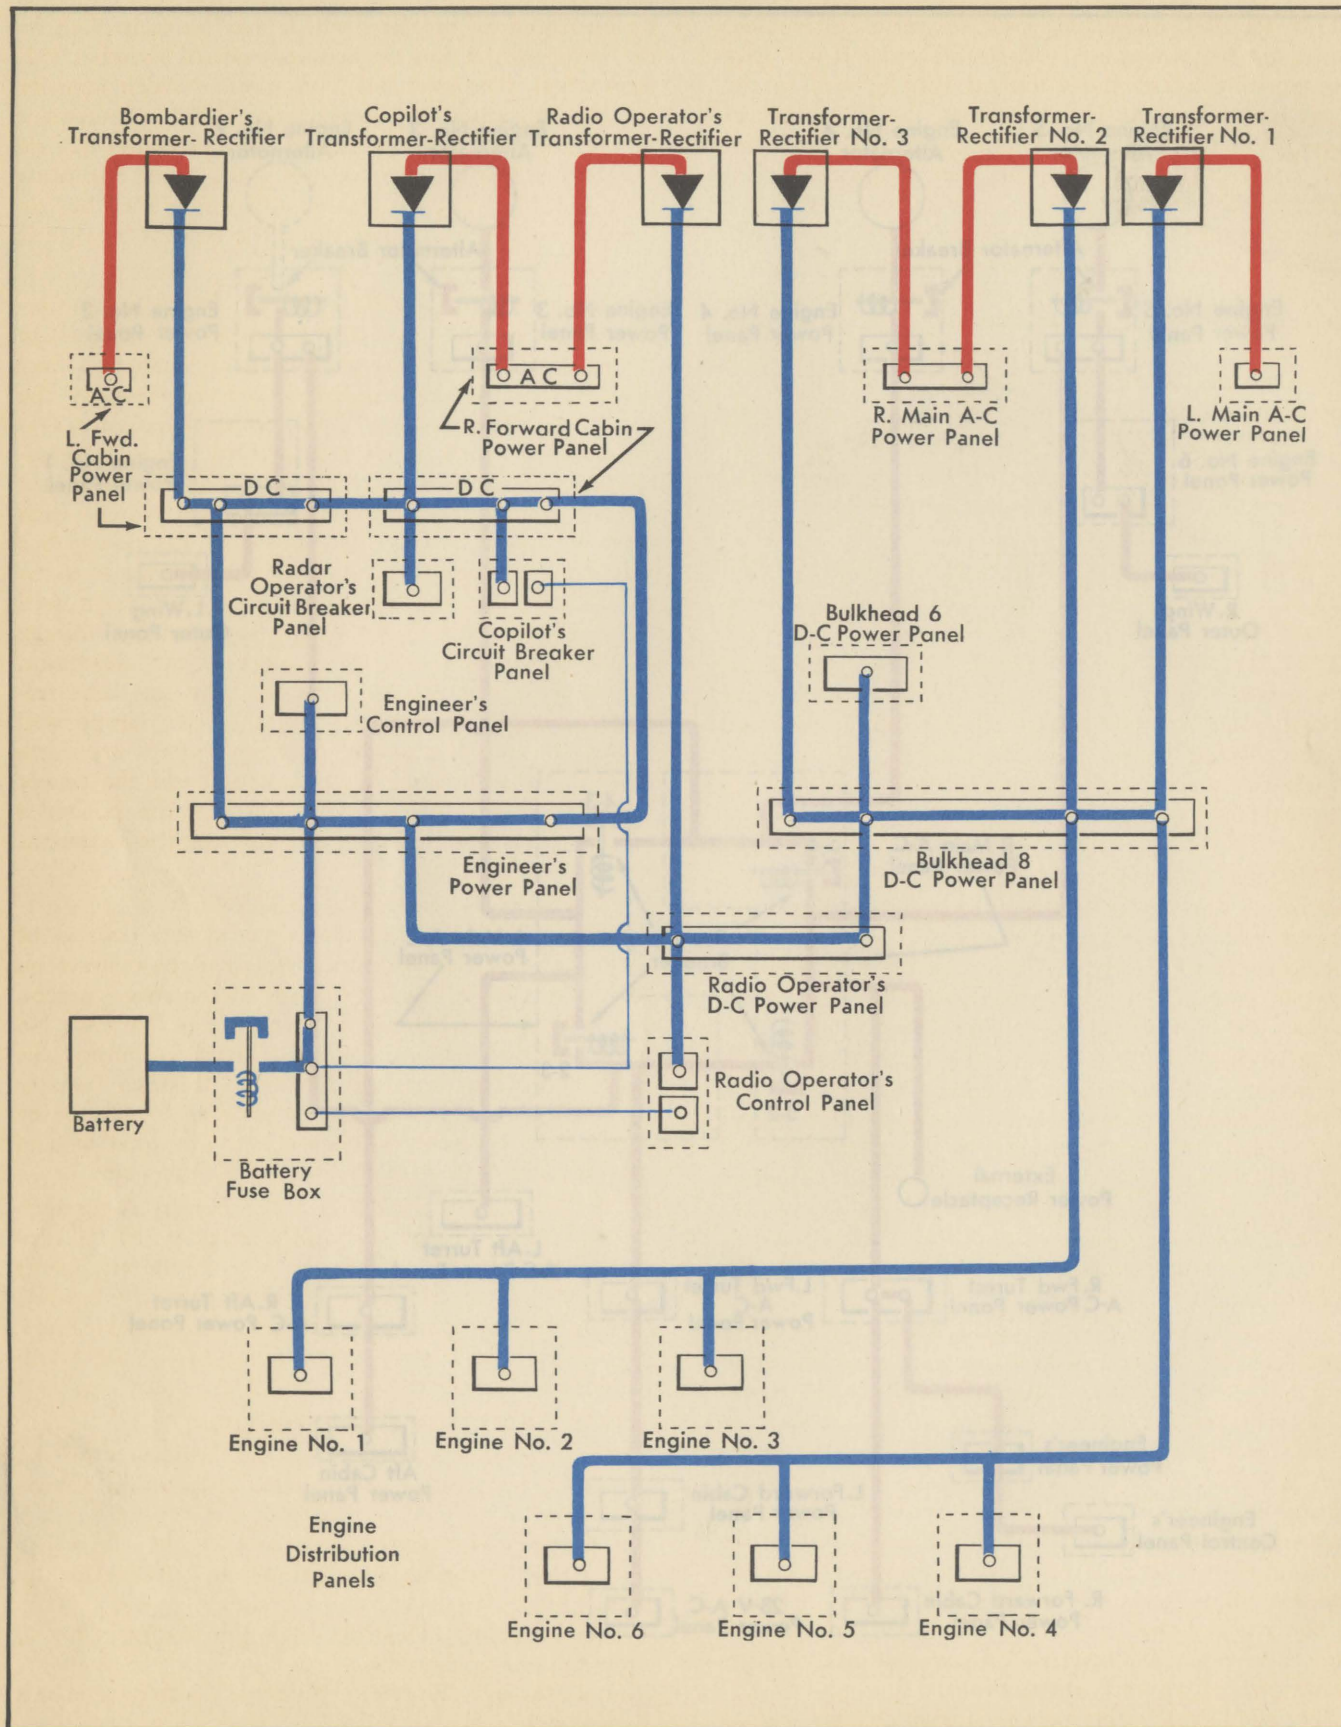 Bombardier's
Transformer- Rectifier
Copilot's
Transformer-Rectifier
Radio Operator's
Transformer-Rectifier
Transformer-
Rectifier No. 3
Transformer-
Rectifier No. 2
Transformer-
Rectifier No. 1
A-C
A C
L. Fwd.
Cabin
Power
Panel
R. Forward Cabin
Power Panel
R. Main A-C
Power Panel
L. Main A-C
Power Panel
D C
D C
Radar
Operator's
Circuit Breaker
Panel
Copilot's
Circuit Breaker
Panel
Bulkhead 6
D-C Power Panel
Engineer's
Control Panel
Engineer's
Power Panel
Bulkhead 8
D-C Power Panel
Radio Operator's
D-C Power Panel
Radio Operator's
Control Panel
Battery
Battery
Fuse Box
Engine No. 1
Engine No. 2
Engine No. 3
Engine
Distribution
Panels
Engine No. 6
Engine No. 5
Engine No. 4